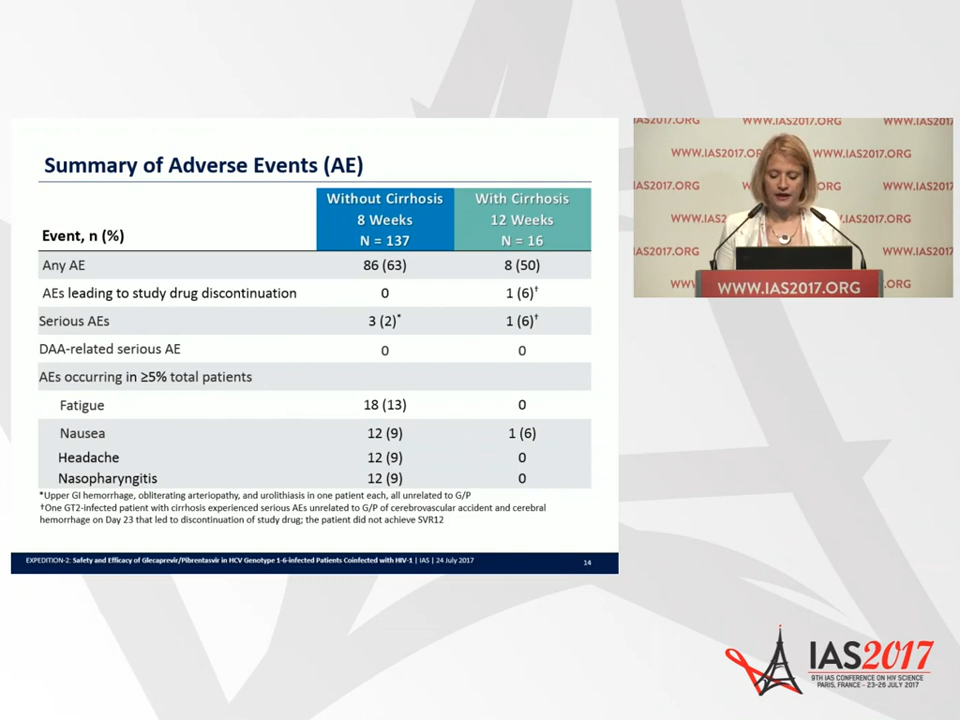 Summary of Adverse Events (AE)
Event, n (%)
Without Cirrhosis
8 Weeks
N = 137
With Cirrhosis
12 Weeks
N = 16
Any AE 86 (63) 8 (50)
AEs leading to study drug discontinuation 0 1 (6)†
Serious AEs 3 (2)* 1 (6)†
DAA-related serious AE 0 0
AEs occurring in ≥5% total patients
Fatigue 18 (13) 0
Nausea 12 (9) 1 (6)
Headache 12 (9) 0
Nasopharyngitis 12 (9) 0
*Upper GI hemorrhage, obliterating arteriopathy, and urolithiasis in one patient each, all unrelated to G/P
†One GT2-infected patient with cirrhosis experienced serious AEs unrelated to G/P of cerebrovascular accident and cerebral
hemorrhage on Day 23 that led to discontinuation of study drug; the patient did not achieve SVR12
EXPEDITION-2: Safety and Efficacy of Glecaprevir/Pibrentasvir in HCV Genotype 1-6-infected Patients Coinfected with HIV-1 | IAS | 24 July 2017 14
IAS2017.ORG WWW.IAS2017.ORG WWW.IAS201
WWW.IAS2017.OR WWW.IAS2017.ORG
IAS2017.ORG W ORG WWW.IAS2017
WWW.IAS2 /.IAS2017.ORG
IAS2017.ORG WWW.IAS2017
WWW .ORG
WWW.IAS2017.ORG
IAS2017
9TH IAS CONFERENCE ON HIV SCIENCE
PARIS, FRANCE - 23-26 JULY 2017